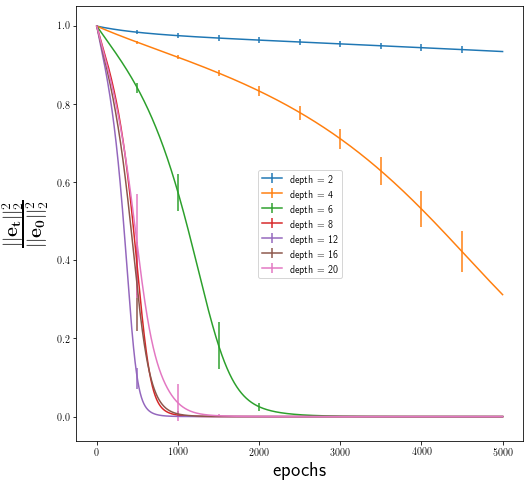 1.0
0.8
0.6
0.4
0.2
0.0
||e_t||_2^2
||e_0||_2^2
depth = 2
depth = 4
depth = 6
depth = 8
depth = 12
depth = 16
depth = 20
0 1000 2000 3000 4000 5000
epochs